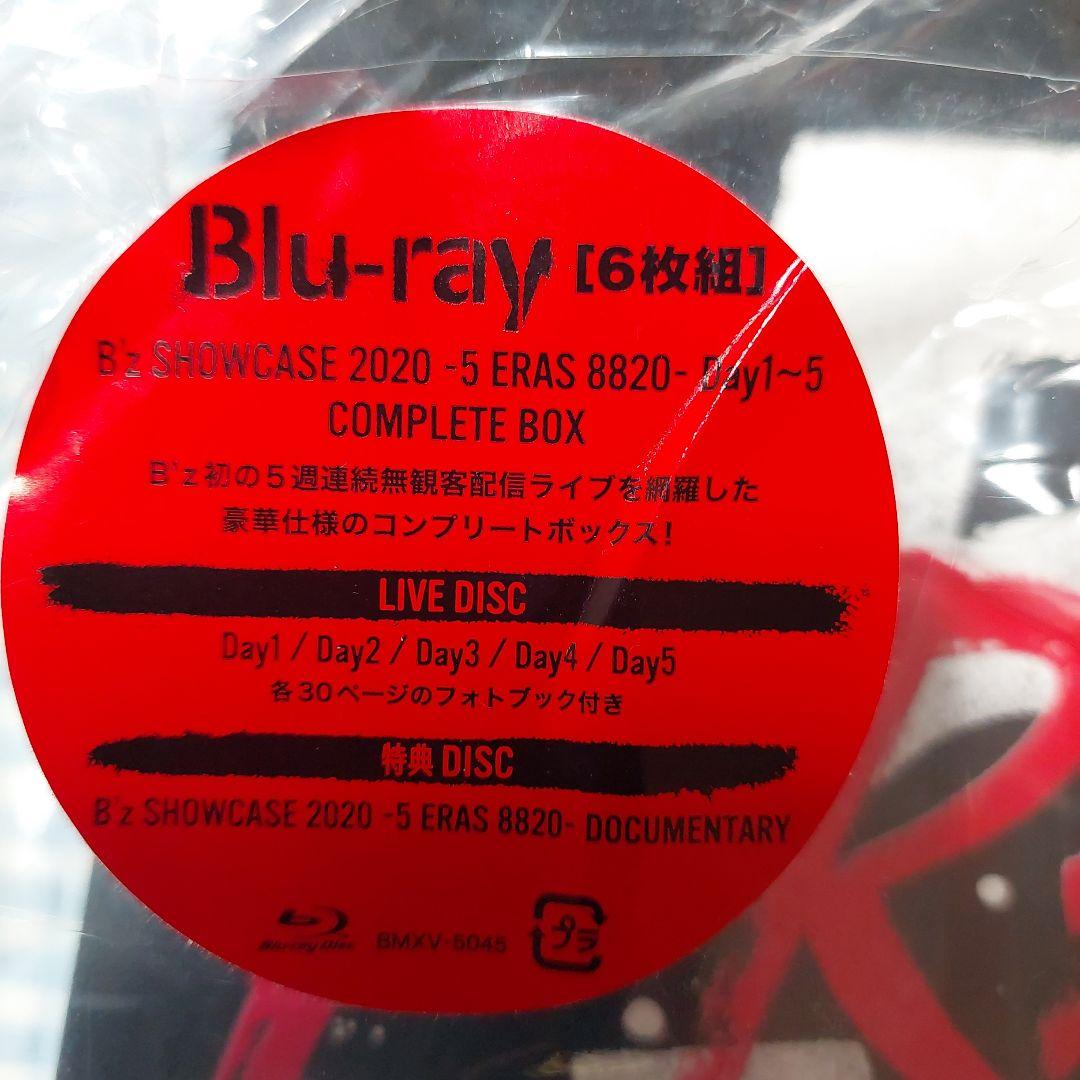 Blu-ray [6枚組]
B'z SHOWCASE 2020 -5 ERAS 8820- Day1~5
COMPLETE BOX
B'z初の5週連続無観客配信ライブを網羅した
豪華仕様のコンプリートボックス!
LIVE DISC
Day1 / Day2 / Day3 / Day4 / Day5
各30ページのフォトブック付き
特典 DISC
B'z SHOWCASE 2020 -5 ERAS 8820- DOCUMENTARY
Blu-ray Disc BMXV-5045 プラ